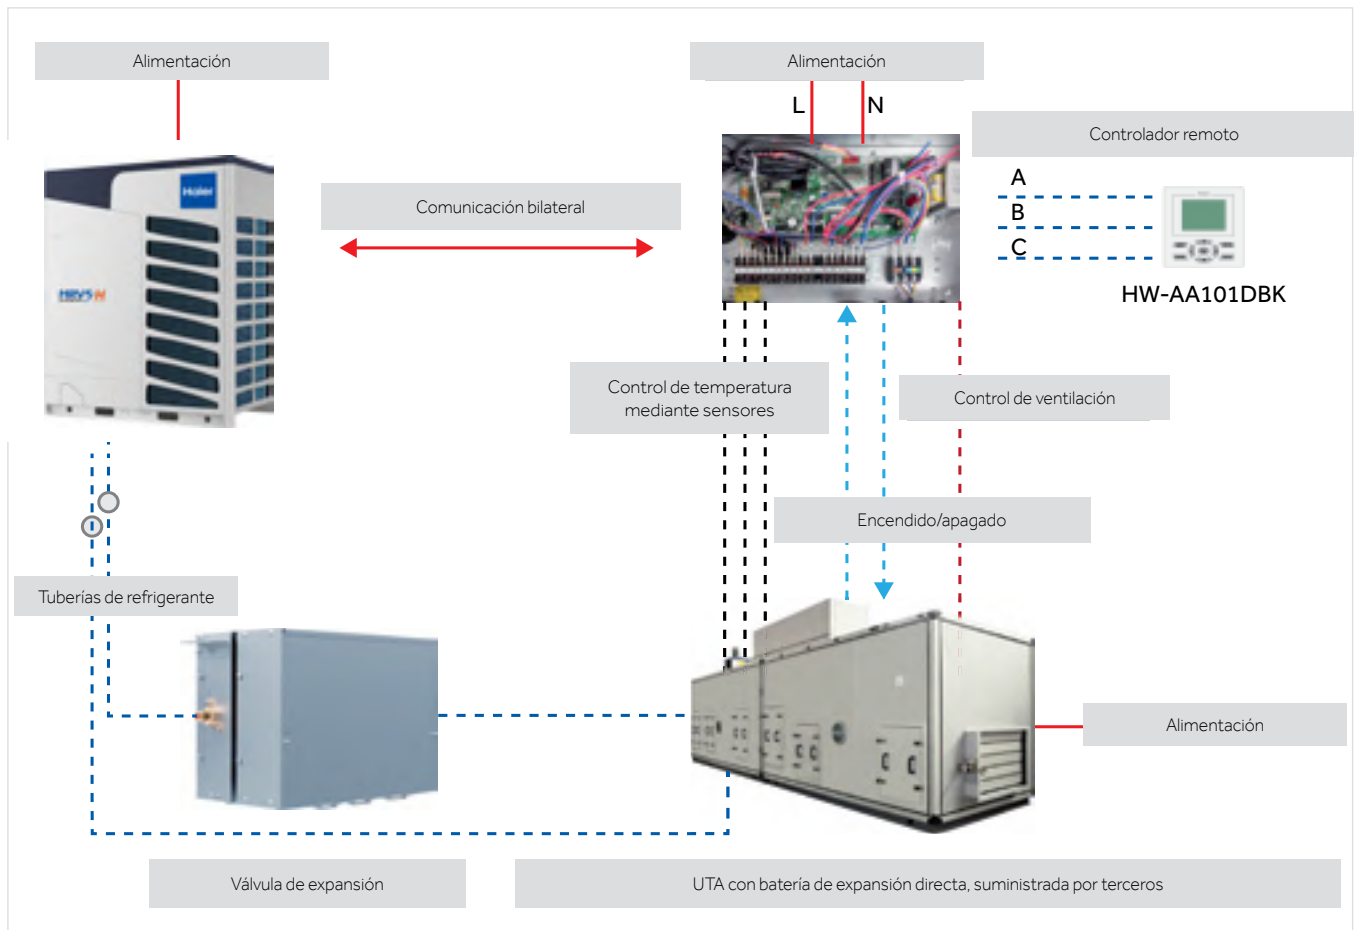 Alimentación
Alimentación
L
N
Controlador remoto
Haier
A
Comunicación bilateral
B
C
HW-AA101DBK
Control de temperatura
mediante sensores
Control de ventilación
Encendido/apagado
Tuberías de refrigerante
Alimentación
Válvula de expansión
UTA con batería de expansión directa, suministrada por terceros